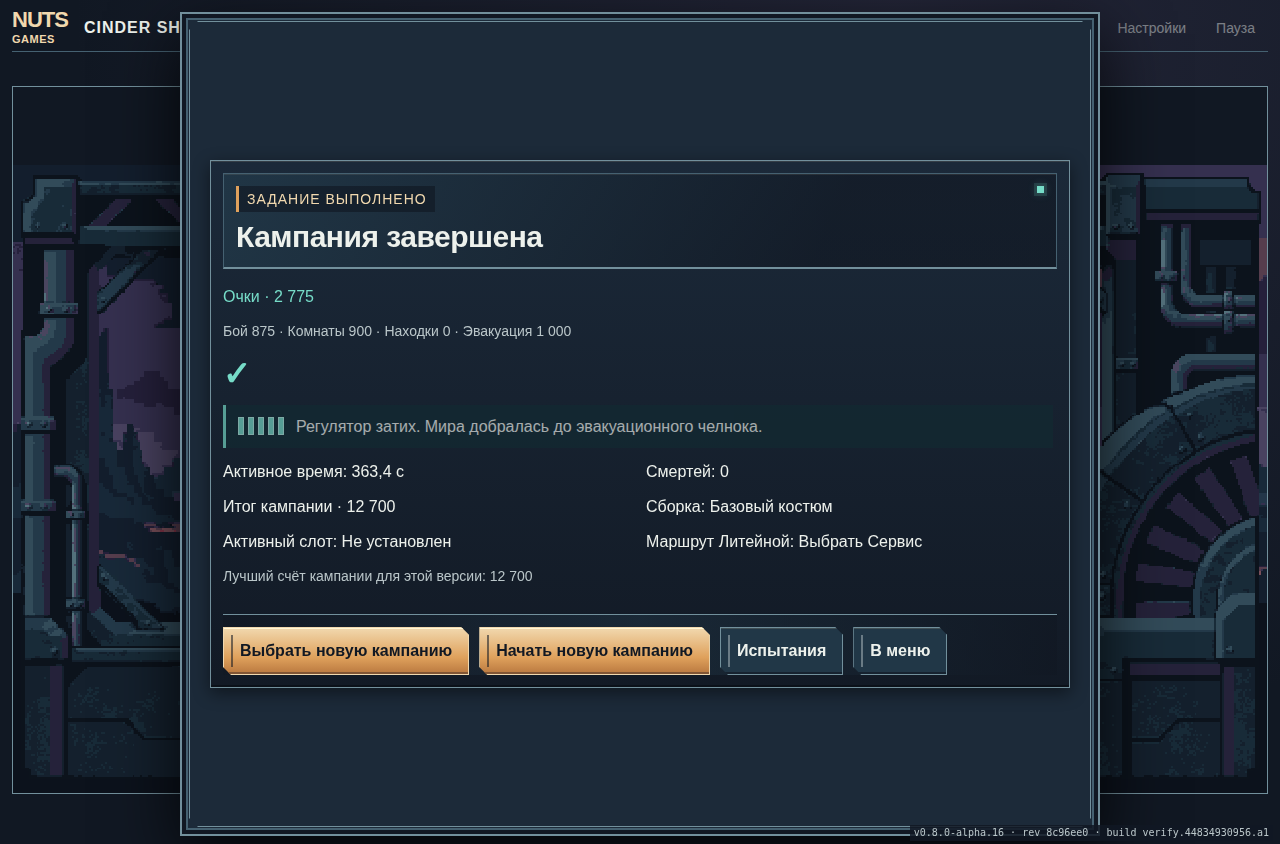 NUTS
GAMES
CINDER SH
Настройки
Пауза
ЗАДАНИЕ ВЫПОЛНЕНО
Кампания завершена
Очки · 2 775
Бой 875 · Комнаты 900 · Находки 0 · Эвакуация 1 000
✓
Регулятор затих. Мира добралась до эвакуационного челнока.
Активное время: 363,4 с
Смертей: 0
Итог кампании · 12 700
Сборка: Базовый костюм
Активный слот: Не установлен
Маршрут Литейной: Выбрать Сервис
Лучший счёт кампании для этой версии: 12 700
Выбрать новую кампанию
Начать новую кампанию
Испытания
В меню
v0.8.0-alpha.16 · rev 8c96ee0 · build verify.44834930956.a1